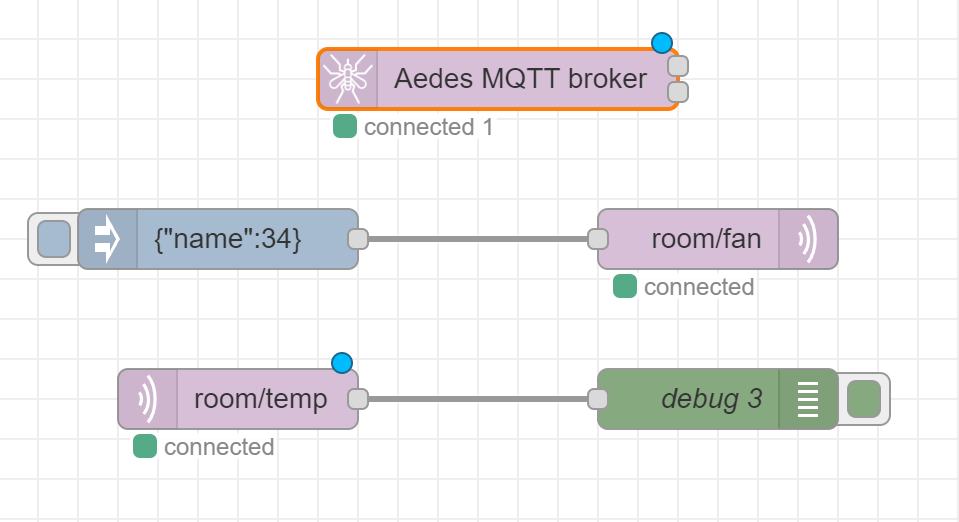 Aedes MQTT broker
connected 1
{"name":34}
room/fan
connected
room/temp
debug 3
connected